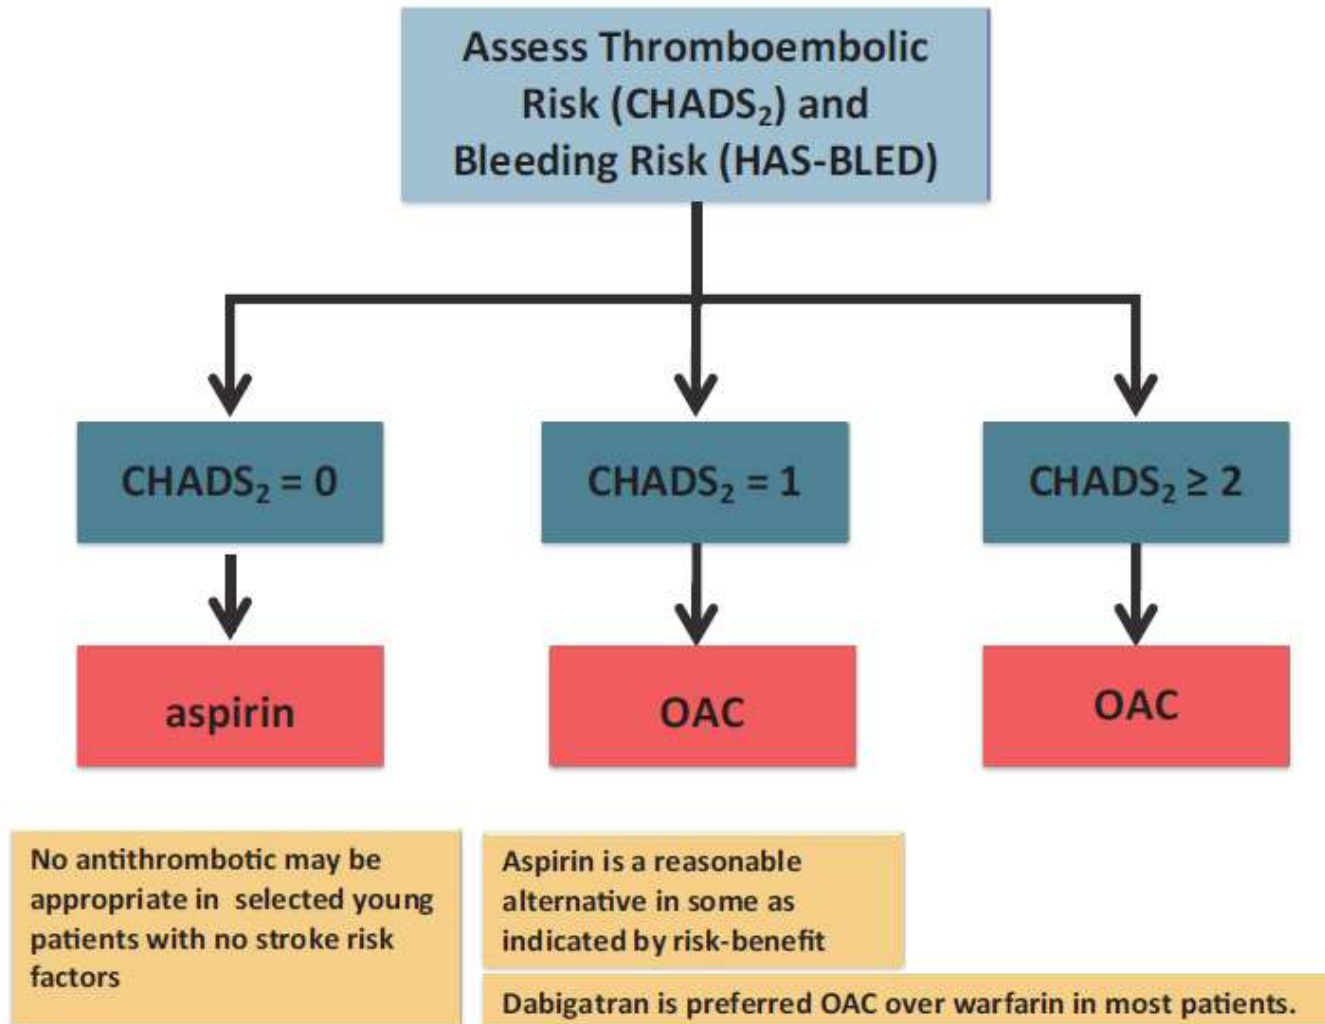 Assess Thromboembolic
Risk (CHADS₂) and
Bleeding Risk (HAS-BLED)
CHADS₂ = 0
CHADS₂ = 1
CHADS₂ ≥ 2
aspirin
OAC
OAC
No antithrombotic may be
appropriate in selected young
patients with no stroke risk
factors
Aspirin is a reasonable
alternative in some as
indicated by risk-benefit
Dabigatran is preferred OAC over warfarin in most patients.